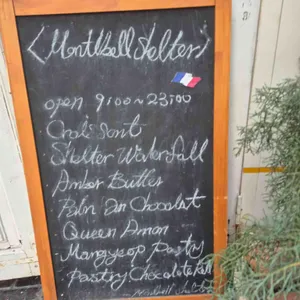 <Montbell Shelter>
open 9:00~23:00
Croissant
Shelter Waterfall
Amber Butter
Pain Dan Chocolat
Queen Amon
Mangyeop Pastry
Pastry Chocolate